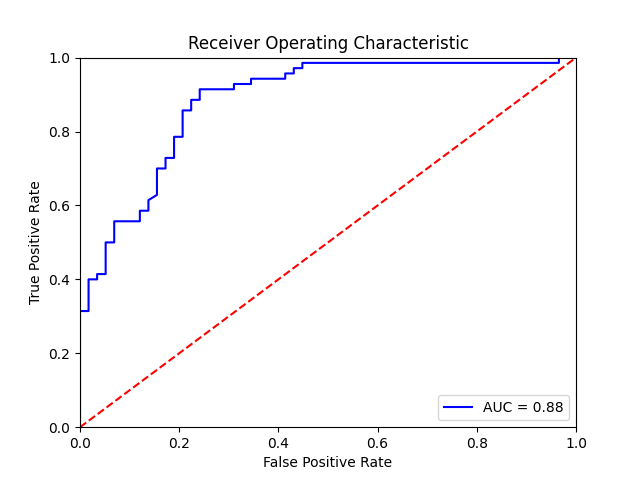 Receiver Operating Characteristic
1.0
0.8
0.6
0.4
0.2
0.0
True Positive Rate
AUC = 0.88
0.0 0.2 0.4 0.6 0.8 1.0
False Positive Rate